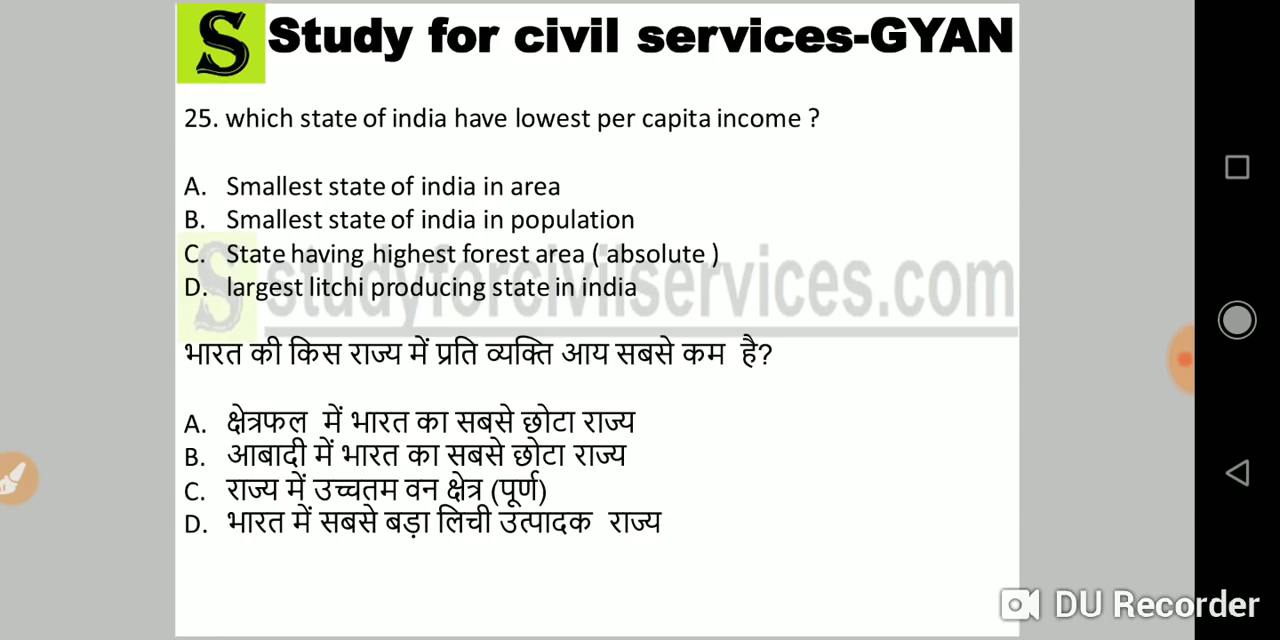 S Study for civil services-GYAN
25. which state of india have lowest per capita income ?
A. Smallest state of india in area
B. Smallest state of india in population
C. State having highest forest area ( absolute )
D. largest litchi producing state in india
S studyforcivilservices.com
भारत की किस राज्य में प्रति व्यक्ति आय सबसे कम है?
A. क्षेत्रफल में भारत का सबसे छोटा राज्य
B. आबादी में भारत का सबसे छोटा राज्य
C. राज्य में उच्चतम वन क्षेत्र (पूर्ण)
D. भारत में सबसे बड़ा लिची उत्पादक राज्य
DU Recorder